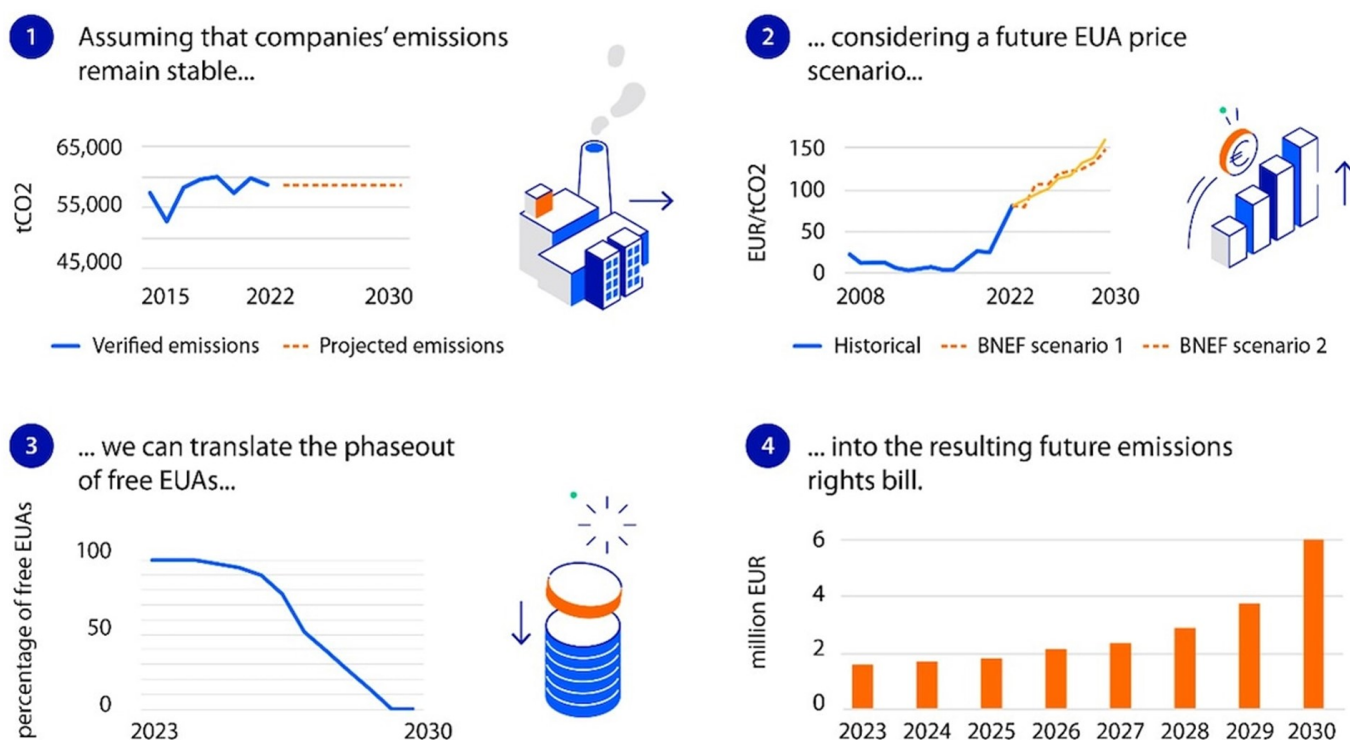 1
Assuming that companies' emissions
remain stable...
tCO2
65,000
55,000
45,000
2015 2022 2030
Verified emissions Projected emissions
2
... considering a future EUA price
scenario...
EUR/tCO2
150
100
50
0
2008 2022 2030
€
Historical BNEF scenario 1 BNEF scenario 2
3
... we can translate the phaseout
of free EUAs...
percentage of free EUAs
100
50
0
2023 2030
4
... into the resulting future emissions
rights bill.
million EUR
6
4
2
0
2023 2024 2025 2026 2027 2028 2029 2030